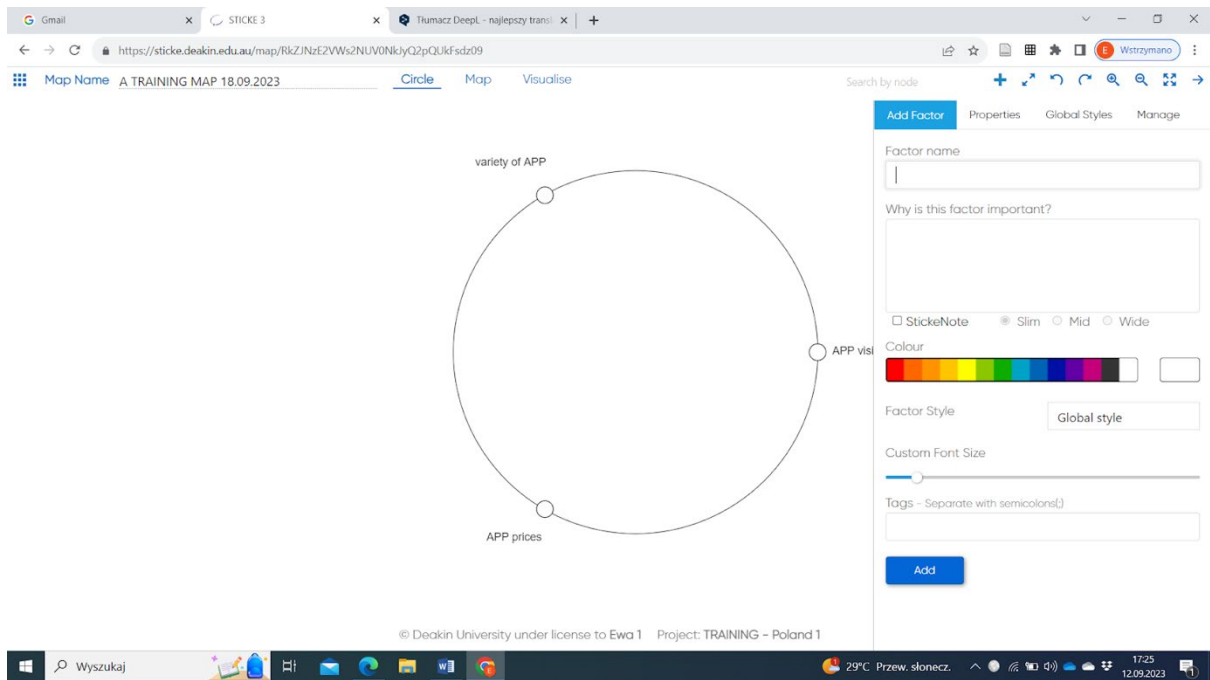 Gmail
STICKE 3
Tłumacz DeepL - najlepszy transl
https://sticke.deakin.edu.au/map/RkZJNzE2VWs2NUV0NkJyQ2pQUkFsdz09
E Wstrzymano
Map Name A TRAINING MAP 18.09.2023 Circle Map Visualise Search by node
Add Factor Properties Global Styles Manage
Factor name
Why is this factor important?
StickeNote Slim Mid Wide
Colour
Factor Style Global style
Custom Font Size
Tags - Separate with semicolons(;)
Add
variety of APP
APP visi
APP prices
© Deakin University under license to Ewa 1 Project: TRAINING - Poland 1
Wyszukaj 29°C Przew. słonecz. 17:25
12.09.2023